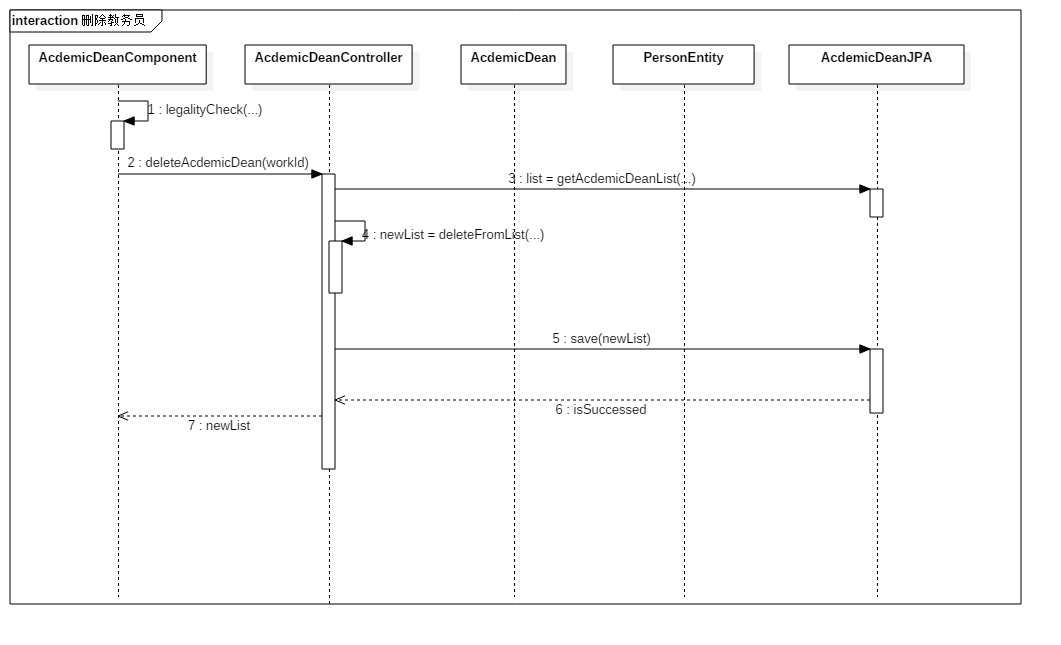 interaction 删除教务员
AcdemicDeanComponent
AcdemicDeanController
AcdemicDean
PersonEntity
AcdemicDeanJPA
1 : legalityCheck(...)
2 : deleteAcdemicDean(workId)
3 : list = getAcdemicDeanList(...)
4 : newList = deleteFromList(...)
5 : save(newList)
6 : isSuccessed
7 : newList